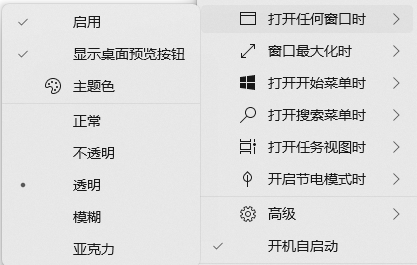 启用
显示桌面预览按钮
主题色
正常
不透明
透明
模糊
亚克力
打开任何窗口时
窗口最大化时
打开开始菜单时
打开搜索菜单时
打开任务视图时
开启节电模式时
高级
开机自启动